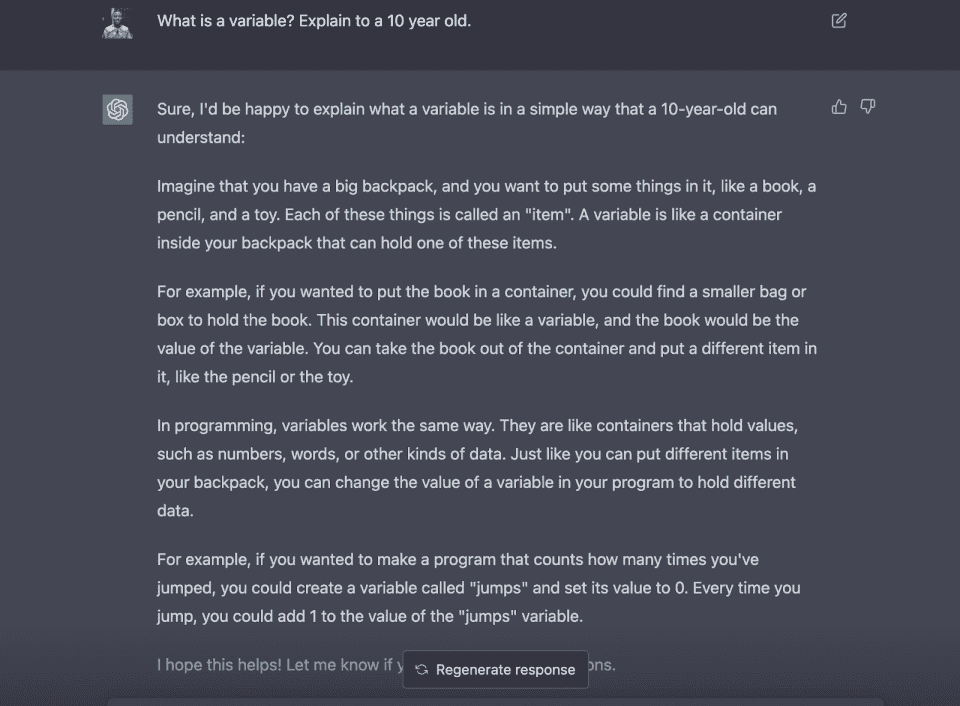 What is a variable? Explain to a 10 year old.
Sure, I'd be happy to explain what a variable is in a simple way that a 10-year-old can
understand:
Imagine that you have a big backpack, and you want to put some things in it, like a book, a
pencil, and a toy. Each of these things is called an "item". A variable is like a container
inside your backpack that can hold one of these items.
For example, if you wanted to put the book in a container, you could find a smaller bag or
box to hold the book. This container would be like a variable, and the book would be the
value of the variable. You can take the book out of the container and put a different item in
it, like the pencil or the toy.
In programming, variables work the same way. They are like containers that hold values,
such as numbers, words, or other kinds of data. Just like you can put different items in
your backpack, you can change the value of a variable in your program to hold different
data.
For example, if you wanted to make a program that counts how many times you've
jumped, you could create a variable called "jumps" and set its value to 0. Every time you
jump, you could add 1 to the value of the "jumps" variable.
I hope this helps! Let me know if
Regenerate response